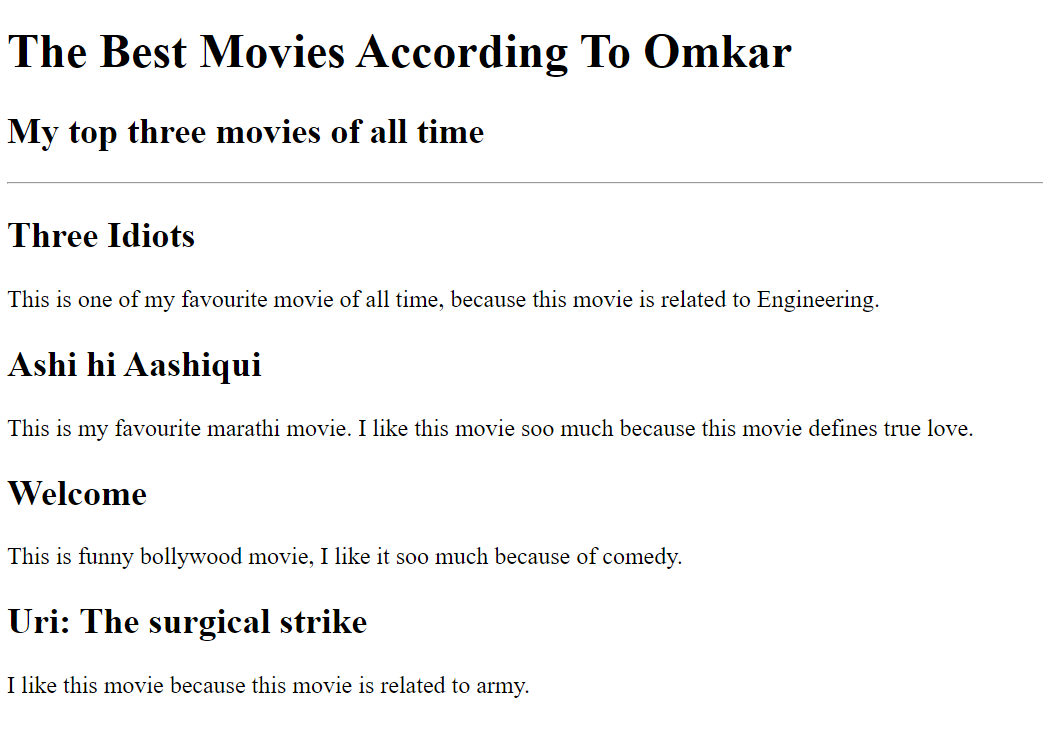 The Best Movies According To Omkar
My top three movies of all time
Three Idiots
This is one of my favourite movie of all time, because this movie is related to Engineering.
Ashi hi Aashiqui
This is my favourite marathi movie. I like this movie soo much because this movie defines true love.
Welcome
This is funny bollywood movie, I like it soo much because of comedy.
Uri: The surgical strike
I like this movie because this movie is related to army.